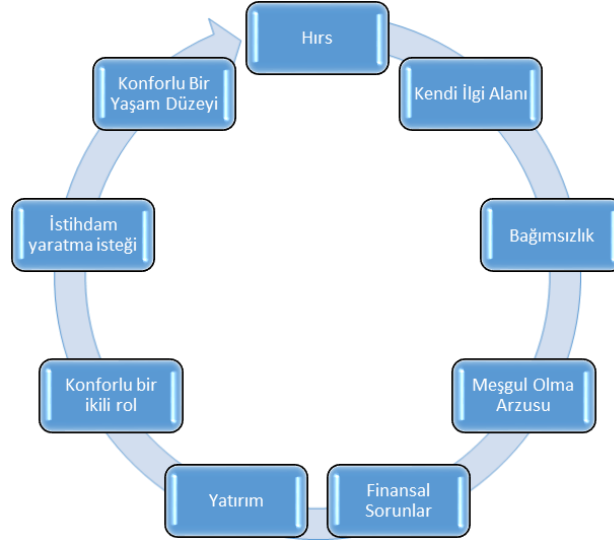 Hırs
Kendi İlgi Alanı
Bağımsızlık
Meşgul Olma
Arzusu
Finansal
Sorunlar
Yatırım
Konforlu bir
ikili rol
İstihdam
yaratma isteği
Konforlu Bir
Yaşam Düzeyi